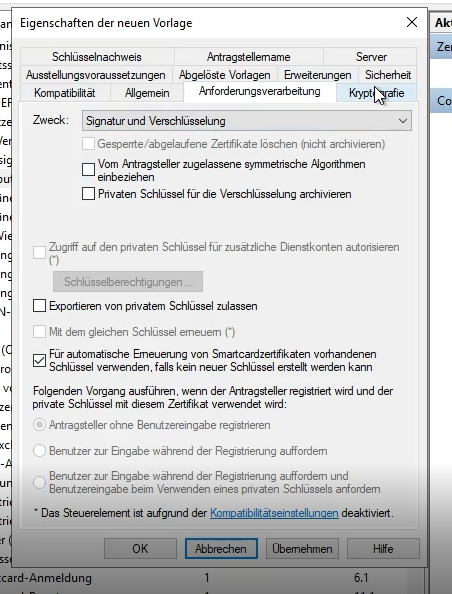 Eigenschaften der neuen Vorlage
Schlüsselnachweis
Antragstellername
Server
Ausstellungsvoraussetzungen
Abgelöste Vorlagen
Erweiterungen
Sicherheit
Kompatibilität
Allgemein
Anforderungsverarbeitung
Kryptografie
Zweck:
Signatur und Verschlüsselung
Gesperrte/abgelaufene Zertifikate löschen (nicht archivieren)
Vom Antragsteller zugelassene symmetrische Algorithmen
einbeziehen
Privaten Schlüssel für die Verschlüsselung archivieren
Zugriff auf den privaten Schlüssel für zusätzliche Dienstkonten autorisieren
(*)
Schlüsselberechtigungen...
Exportieren von privatem Schlüssel zulassen
Mit dem gleichen Schlüssel erneuern (*)
Für automatische Erneuerung von Smartcardzertifikaten vorhandenen
Schlüssel verwenden, falls kein neuer Schlüssel erstellt werden kann
Folgenden Vorgang ausführen, wenn der Antragsteller registriert wird und der
private Schlüssel mit diesem Zertifikat verwendet wird:
Antragsteller ohne Benutzereingabe registrieren
Benutzer zur Eingabe während der Registrierung auffordern
Benutzer zur Eingabe während der Registrierung auffordern und
Benutzereingabe beim Verwenden eines privaten Schlüssels anfordern
* Das Steuerelement ist aufgrund der Kompatibilitätseinstellungen deaktiviert.
OK
Abbrechen
Übernehmen
Hilfe
card-Anmeldung 1 6.1